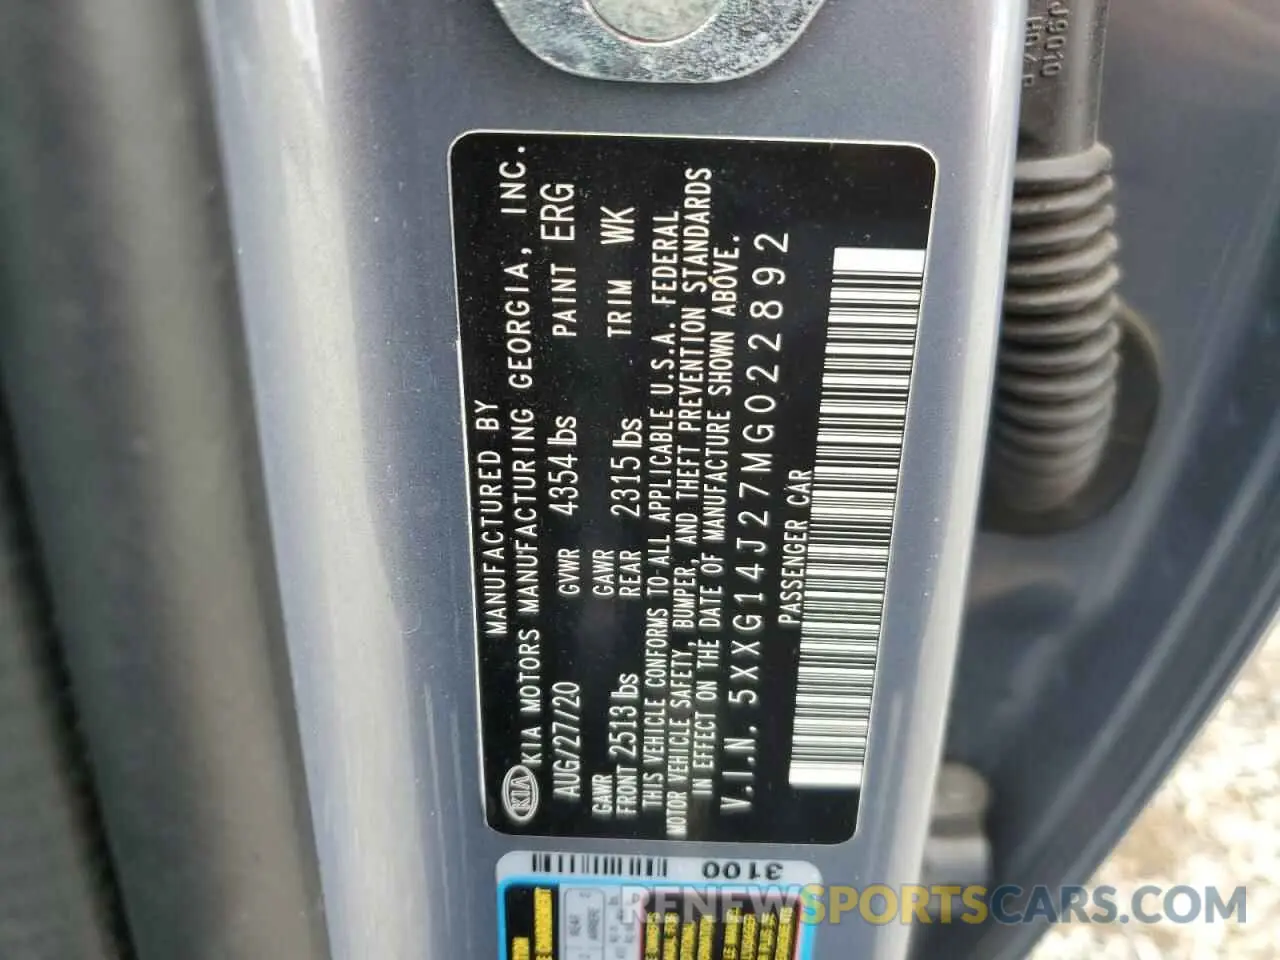 MANUFACTURED BY
KIA KIA MOTORS MANUFACTURING GEORGIA, INC.
AUG/27/20 GVWR 4354 lbs PAINT ERG
GAWR FRONT 2513 lbs GAWR REAR 2315 lbs TRIM WK
THIS VEHICLE CONFORMS TO ALL APPLICABLE U.S.A. FEDERAL
MOTOR VEHICLE SAFETY, BUMPER, AND THEFT PREVENTION STANDARDS
IN EFFECT ON THE DATE OF MANUFACTURE SHOWN ABOVE.
V.I.N. 5XXG14J27MG022892
PASSENGER CAR
3100
RENEWSPORTSCARS.COM